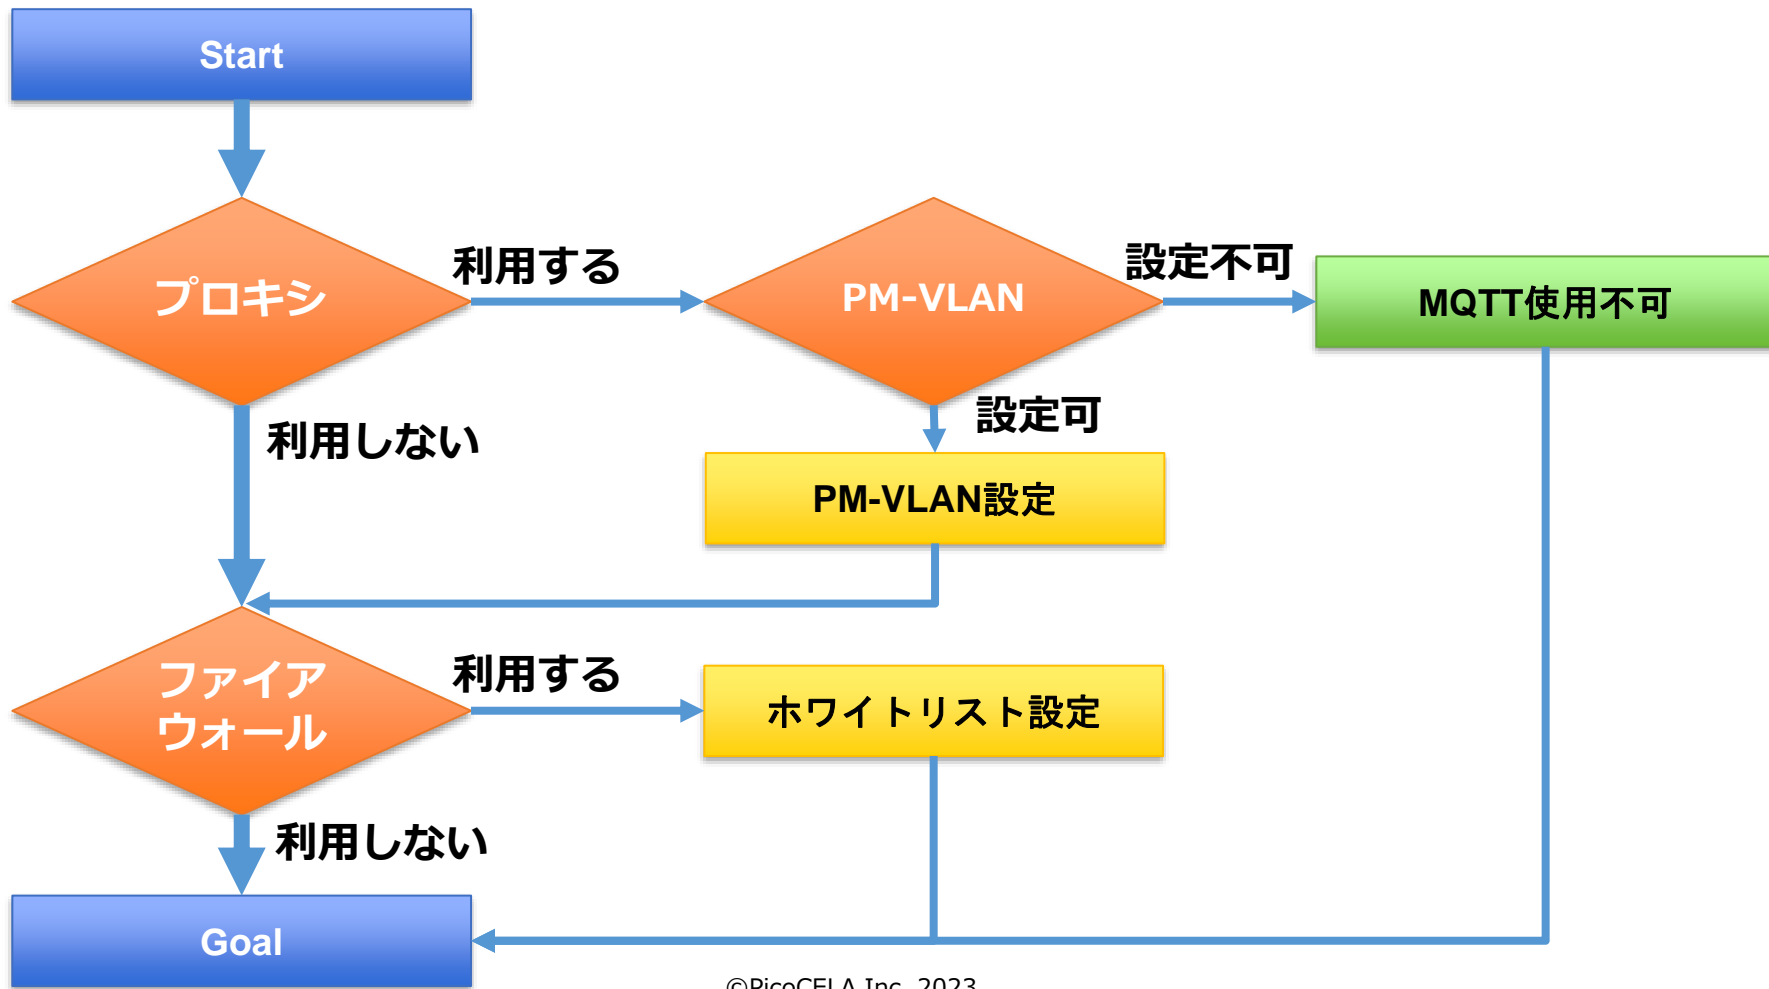 Start
プロキシ
利用する
PM-VLAN
設定不可
MQTT使用不可
利用しない
設定可
PM-VLAN設定
ファイア
ウォール
利用する
ホワイトリスト設定
利用しない
Goal
©PicoCELA Inc. 2023